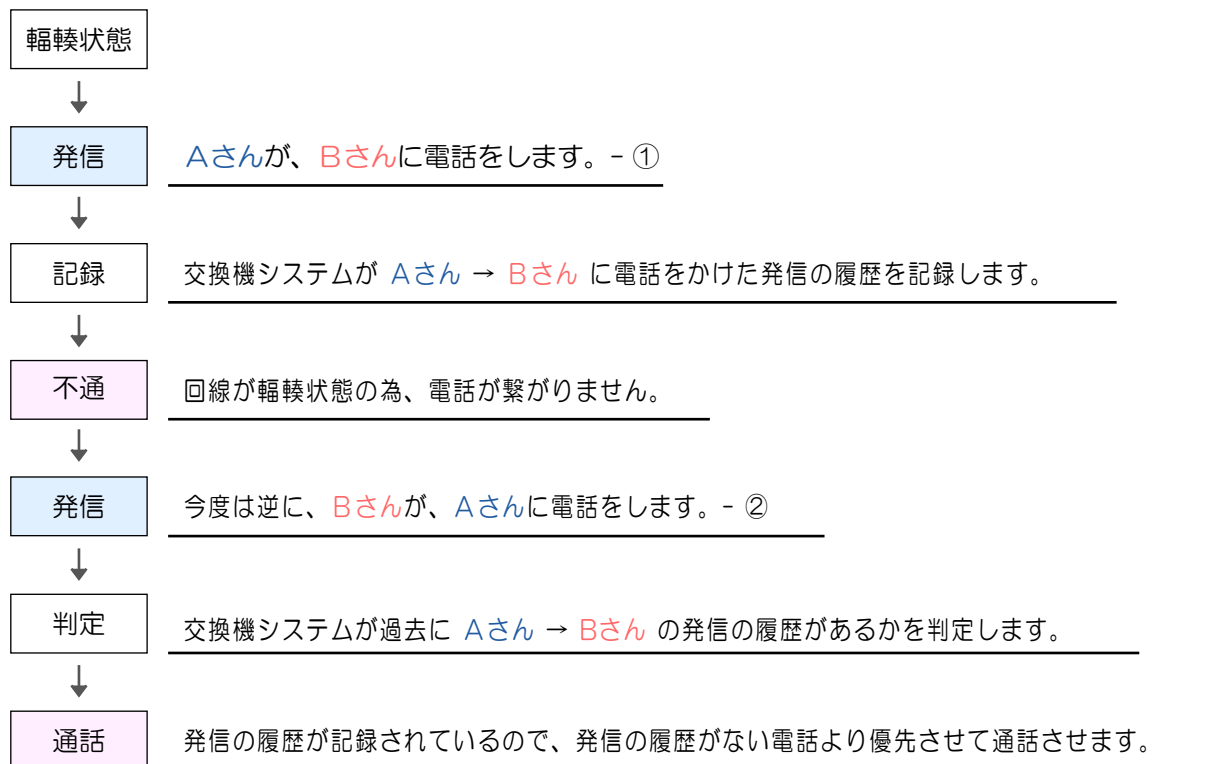 輻輳状態
↓
発信 Aさんが、Bさんに電話をします。- ①
↓
記録 交換機システムが Aさん → Bさん に電話をかけた発信の履歴を記録します。
↓
不通 回線が輻輳状態の為、電話が繋がりません。
↓
発信 今度は逆に、Bさんが、Aさんに電話をします。- ②
↓
判定 交換機システムが過去に Aさん → Bさん の発信の履歴があるかを判定します。
↓
通話 発信の履歴が記録されているので、発信の履歴がない電話より優先させて通話させます。